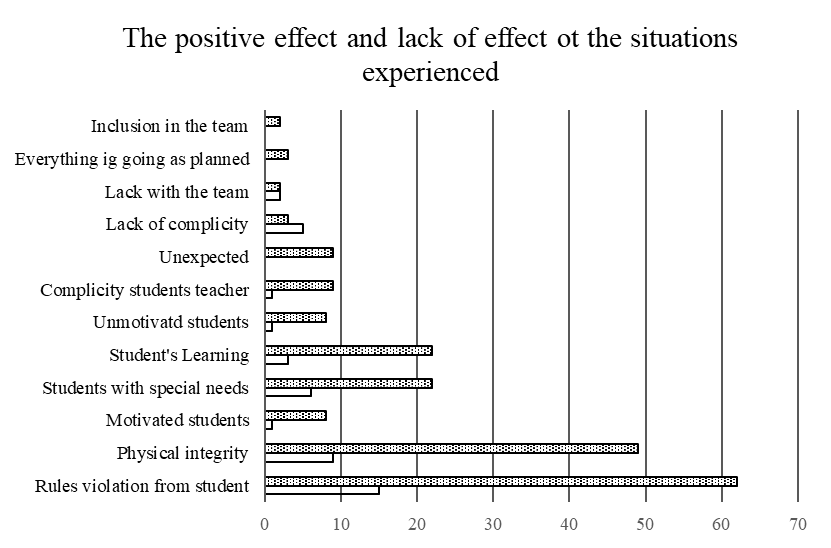 The positive effect and lack of effect ot the situations
experienced
Inclusion in the team
Everything ig going as planned
Lack with the team
Lack of complicity
Unexpected
Complicity students teacher
Unmotivatd students
Student's Learning
Students with special needs
Motivated students
Physical integrity
Rules violation from student
0 10 20 30 40 50 60 70